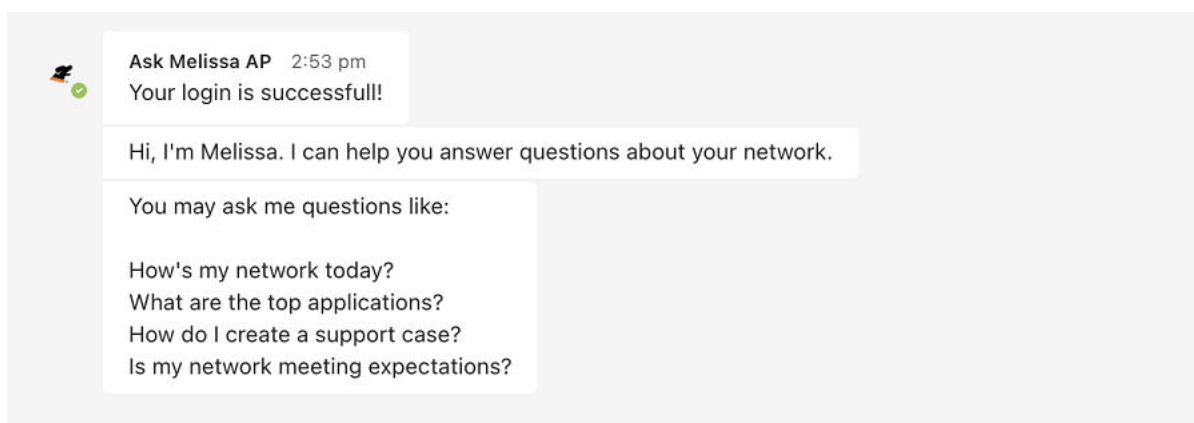 Ask Melissa AP 2:53 pm
Your login is successfull!
Hi, I'm Melissa. I can help you answer questions about your network.
You may ask me questions like:
How's my network today?
What are the top applications?
How do I create a support case?
Is my network meeting expectations?